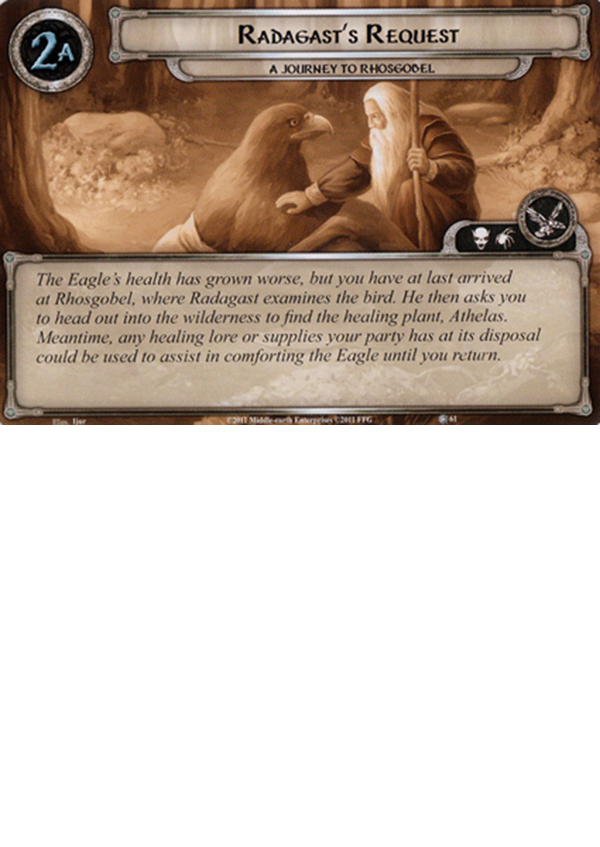 2A
RADAGAST'S REQUEST
A JOURNEY TO RHOSGOBEL
The Eagle's health has grown worse, but you have at last arrived
at Rhosgobel, where Radagast examines the bird. He then asks you
to head out into the wilderness to find the healing plant, Athelas.
Meantime, any healing lore or supplies your party has at its disposal
could be used to assist in comforting the Eagle until you return.
Illus. Ijur ©2011 Middle-earth Enterprises ©2011 FFG 61